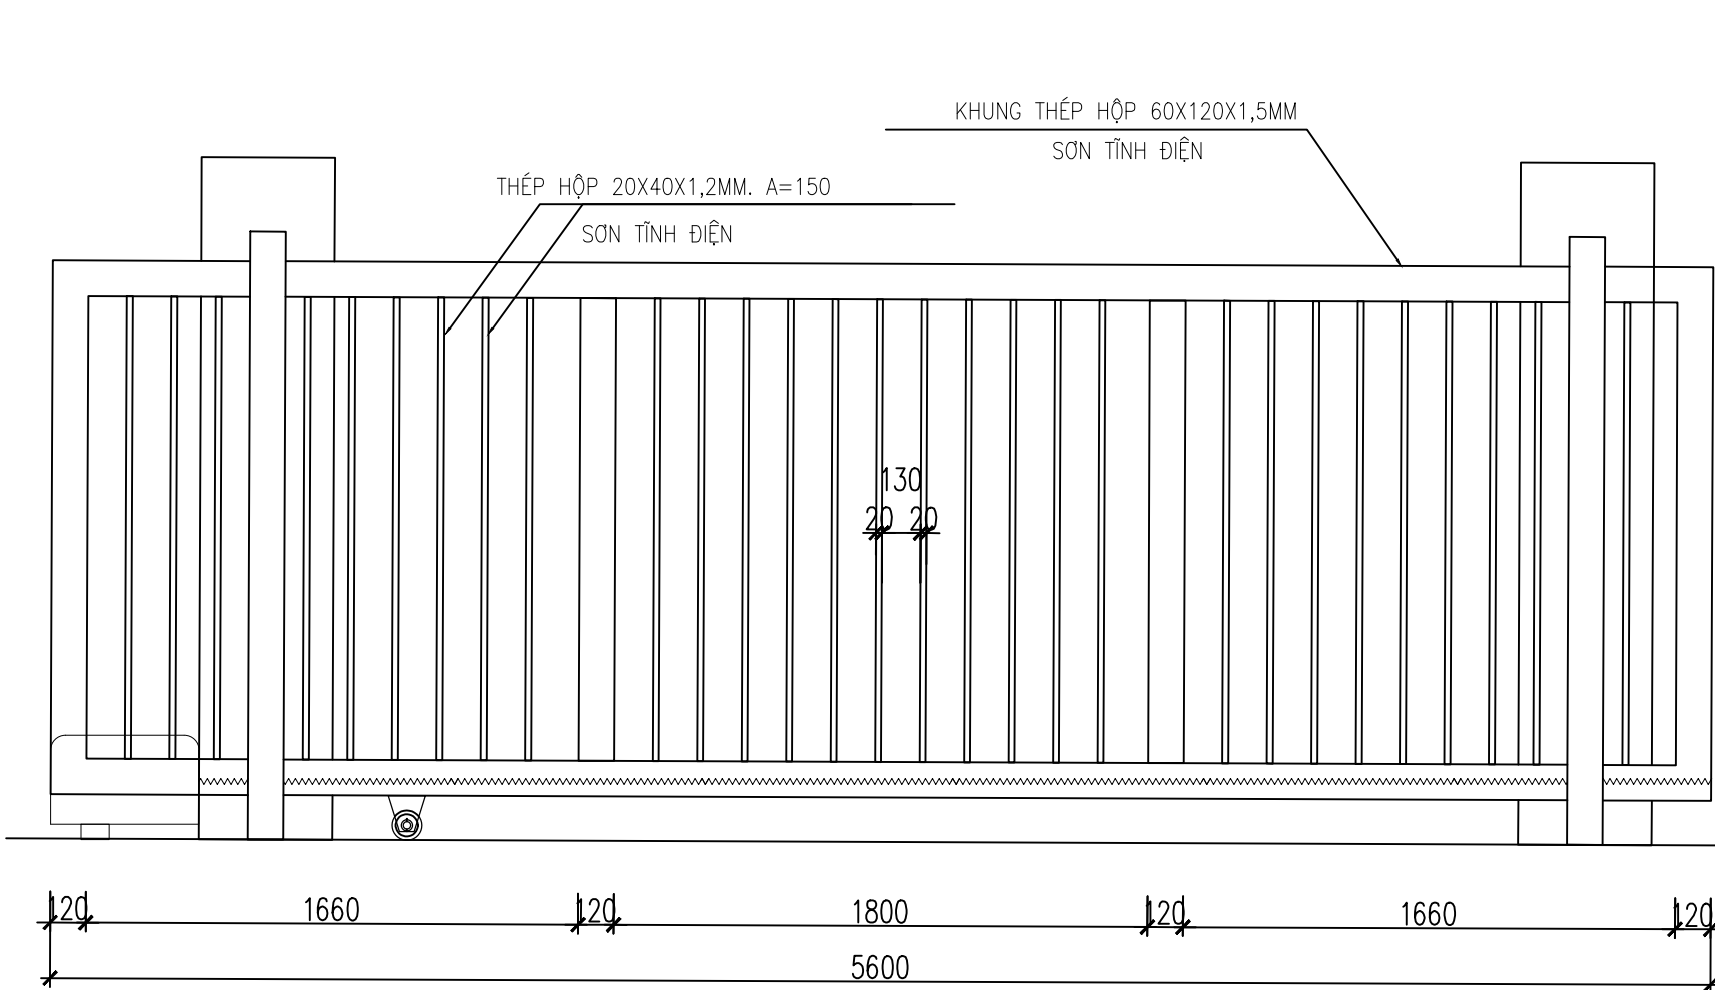 KHUNG THÉP HỘP 60X120X1,5MM
SƠN TĨNH ĐIỆN
THÉP HỘP 20X40X1,2MM. A=150
SƠN TĨNH ĐIỆN
130
20 20
120 1660 120 1800 120 1660 120
5600